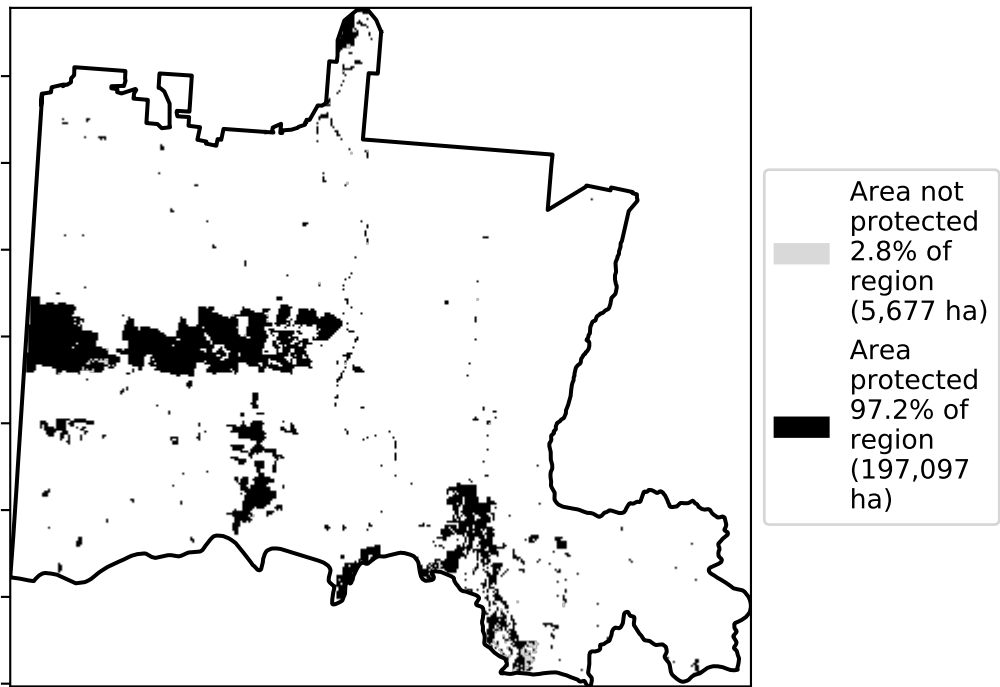 Area not
protected
2.8% of
region
(5,677 ha)
Area
protected
97.2% of
region
(197,097
ha)